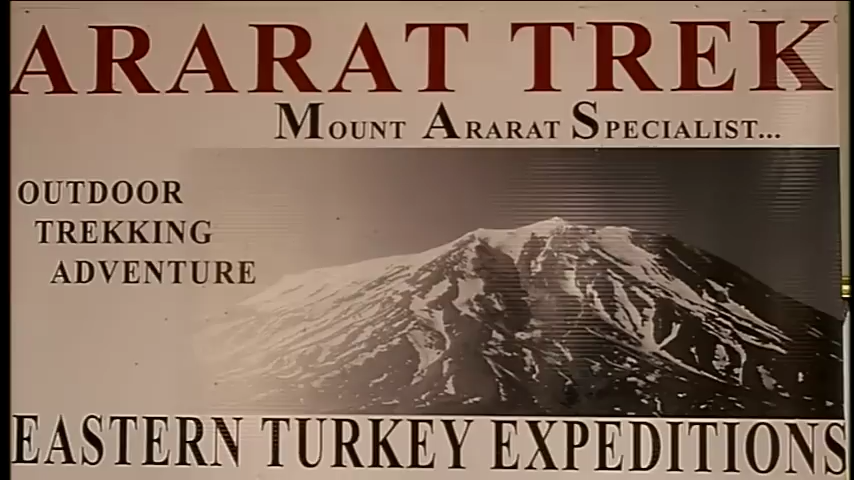 ARARAT TREK
MOUNT ARARAT SPECIALIST...
OUTDOOR
TREKKING
ADVENTURE
EASTERN TURKEY EXPEDITIONS